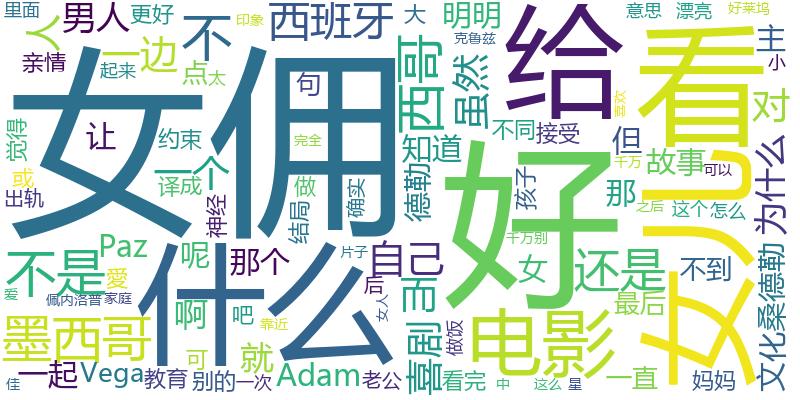 里面
人
男人
更好
印象
西班牙
大
明明
意思
漂亮
好莱坞
亲情
一边
起来
不
点
太
句
西哥
虽然
克鲁兹
给
看
主
小
女佣
觉得
让
约束
一个
译成
做
完全
知道
不同
接受
但
喜欢
对
千万
或
出轨
神经
结局
确实
德勒
好
孩子
那
故事
可以
为什么
女儿
这个
怎么
之后
不是
Paz
愛
呢
那个
什么
片子
自己
后
千万别
女
还是
不到
桑德勒
爱
佩内洛普
家庭
啊
吧
靠近
女人
ヨ
喜剧
做饭
电影
最后
文化
墨西哥
可
就
佳
一起
Vega
教育
别的
一次
Adam
老公
看完
中
这么
星
一直
妈妈